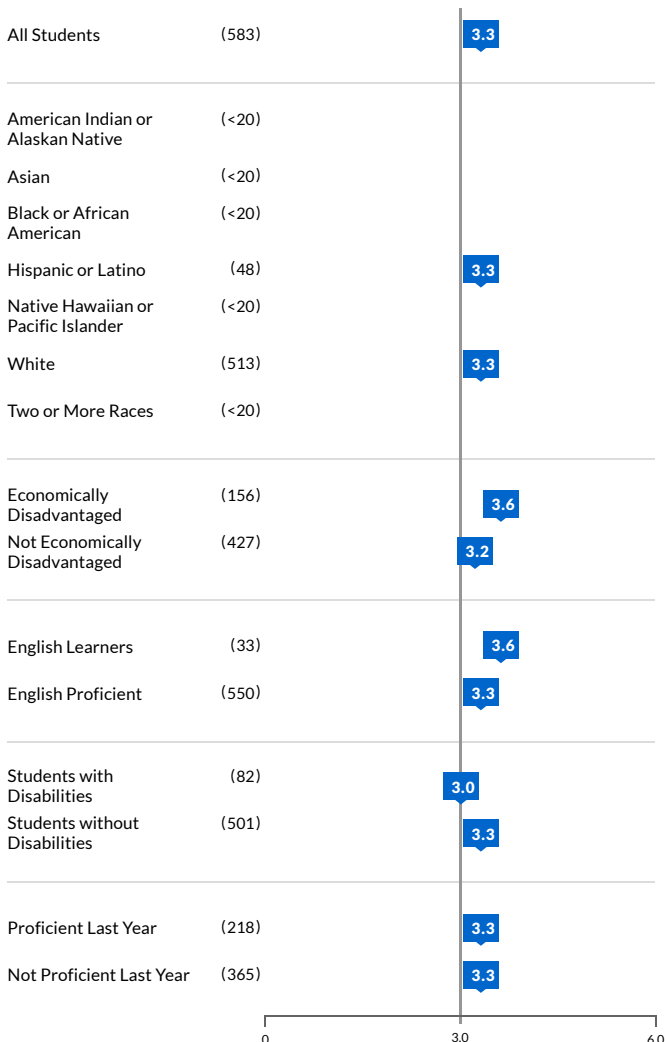 All Students (583) 3.3
American Indian or (<20)
Alaskan Native
Asian (<20)
Black or African (<20)
American
Hispanic or Latino (48) 3.3
Native Hawaiian or (<20)
Pacific Islander
White (513) 3.3
Two or More Races (<20)
Economically (156) 3.6
Disadvantaged
Not Economically (427) 3.2
Disadvantaged
English Learners (33) 3.6
English Proficient (550) 3.3
Students with (82) 3.0
Disabilities
Students without (501) 3.3
Disabilities
Proficient Last Year (218) 3.3
Not Proficient Last Year (365) 3.3
0 3.0 6.0